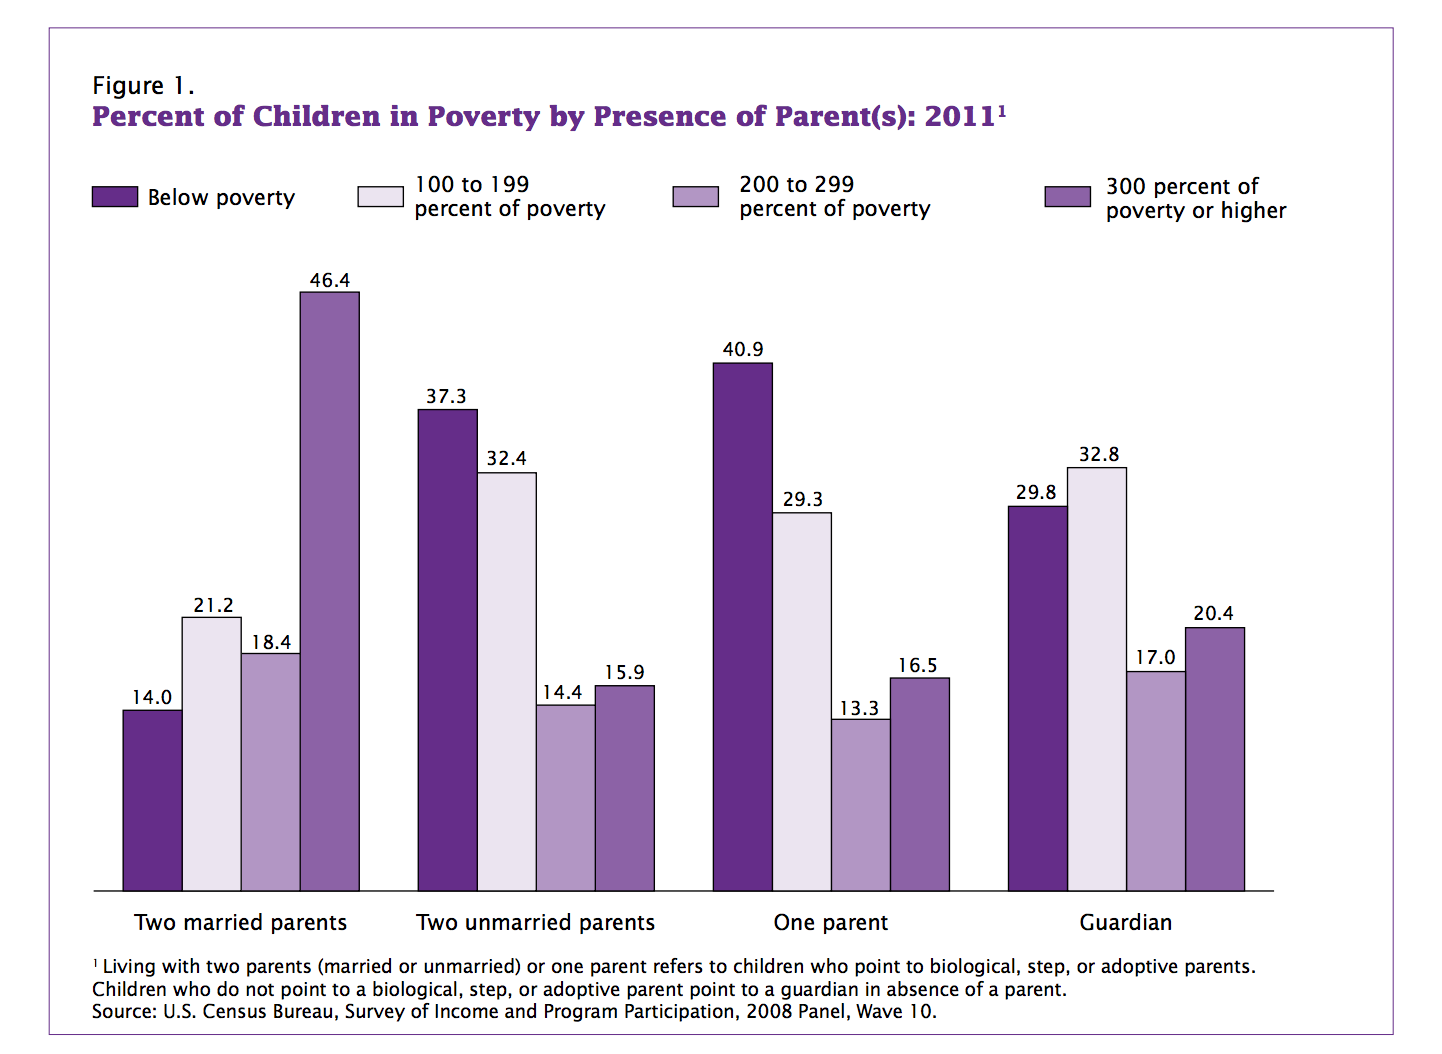 Figure 1.
Percent of Children in Poverty by Presence of Parent(s): 2011¹
Below poverty
100 to 199
percent of poverty
200 to 299
percent of poverty
300 percent of
poverty or higher
14.0
21.2
18.4
46.4
37.3
32.4
14.4
15.9
40.9
29.3
13.3
16.5
29.8
32.8
17.0
20.4
Two married parents
Two unmarried parents
One parent
Guardian
¹ Living with two parents (married or unmarried) or one parent refers to children who point to biological, step, or adoptive parents.
Children who do not point to a biological, step, or adoptive parent point to a guardian in absence of a parent.
Source: U.S. Census Bureau, Survey of Income and Program Participation, 2008 Panel, Wave 10.